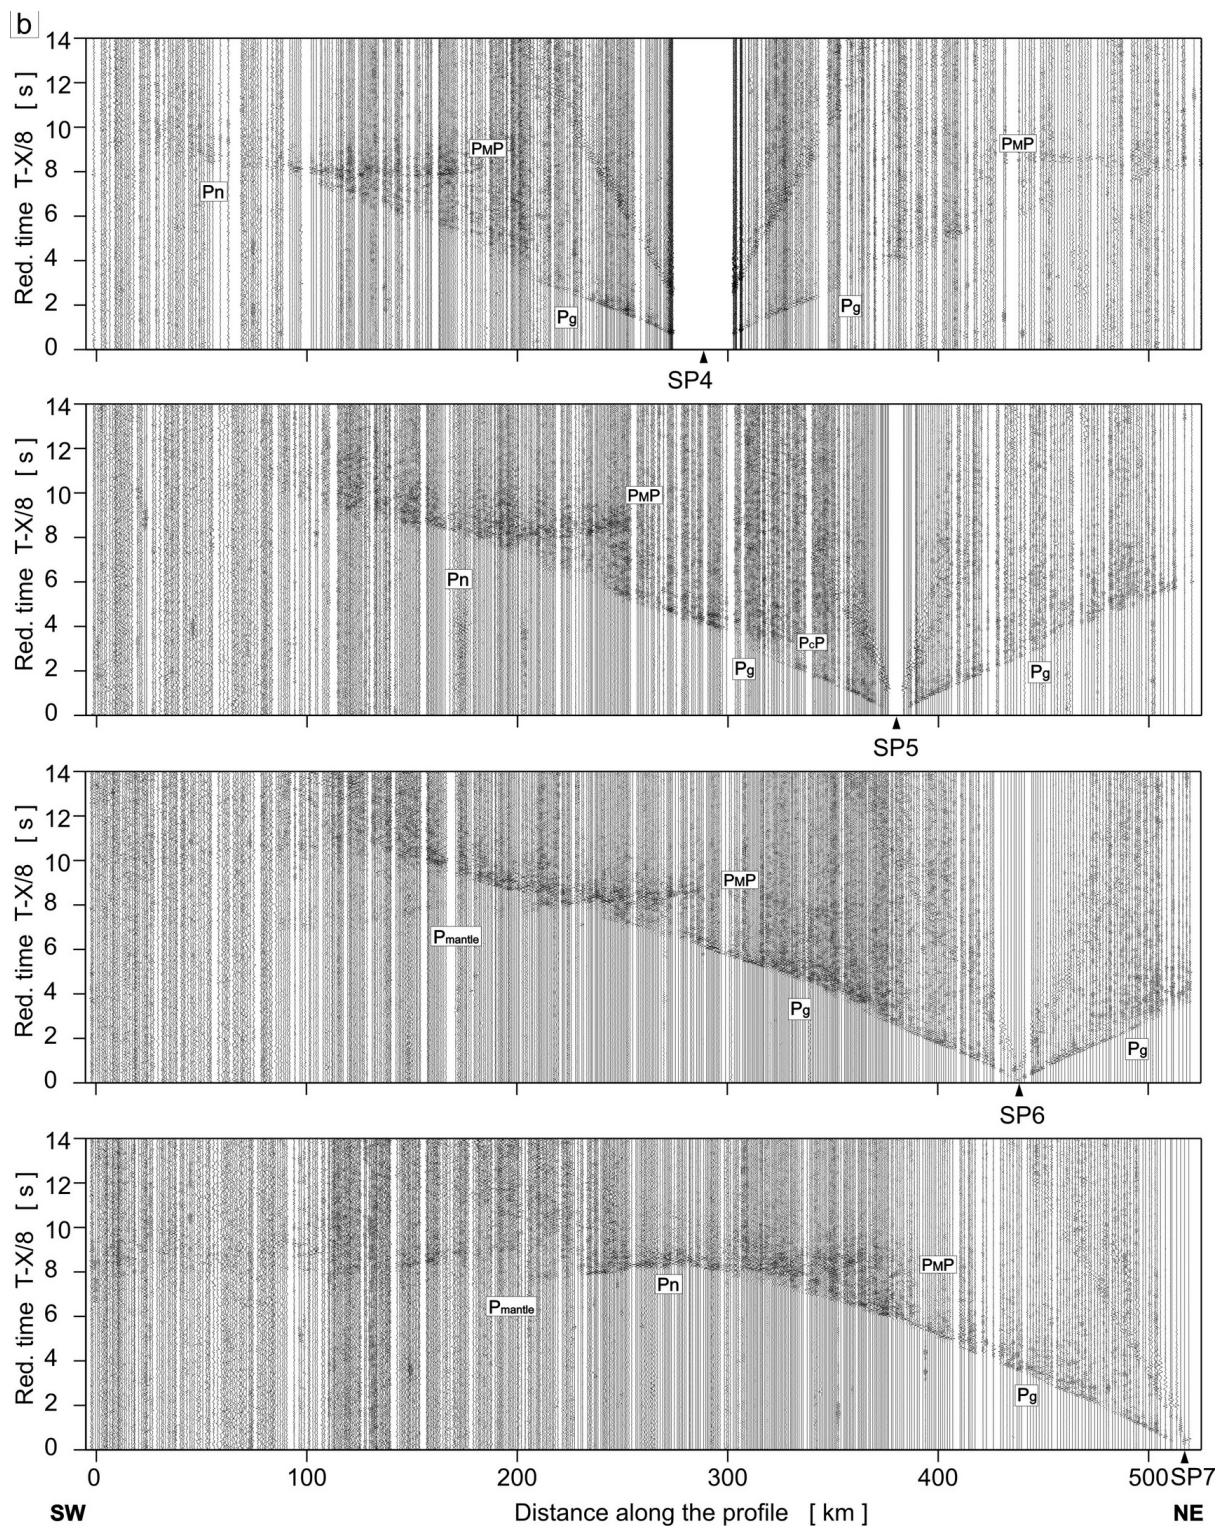 b
14
12
10
8
6
4
2
0
Red. time T-X/8 [ s ]
PMP
PMP
Pn
Pg
Pg
SP4
14
12
10
8
6
4
2
0
Red. time T-X/8 [ s ]
PMP
Pn
PcP
Pg
Pg
SP5
14
12
10
8
6
4
2
0
Red. time T-X/8 [ s ]
PMP
Pmantle
Pg
Pg
SP6
14
12
10
8
6
4
2
0
Red. time T-X/8 [ s ]
PMP
Pn
Pmantle
Pg
0 100 200 300 400 500 SP7
SW Distance along the profile [ km ] NE